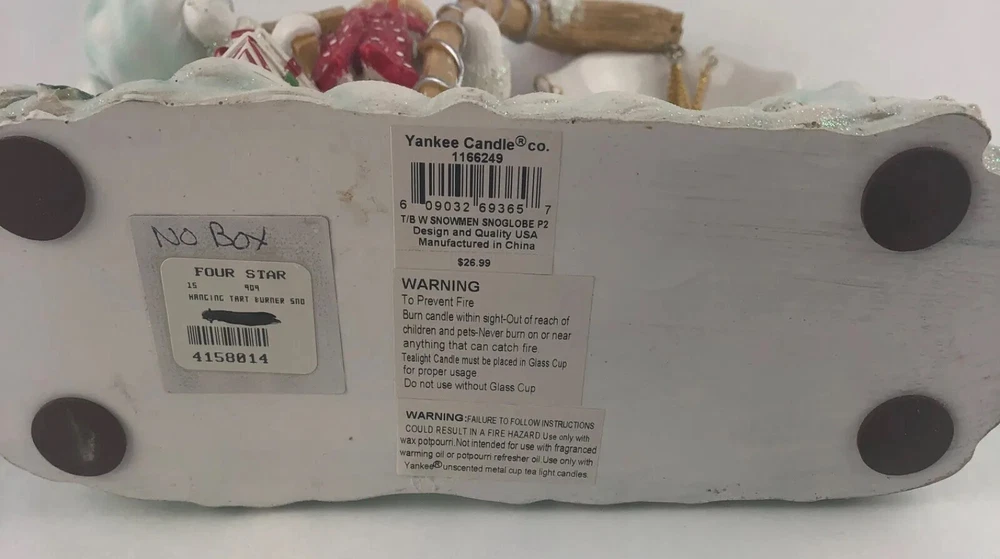 NO BOX
FOUR STAR
15 909
HANGING TART BURNER SNO
4158014
Yankee Candle® co.
1166249
6 09032 69365 7
T/B W SNOWMEN SNOGLOBE P2
Design and Quality USA
Manufactured in China
$26.99
WARNING
To Prevent Fire
Burn candle within sight-Out of reach of
children and pets-Never burn on or near
anything that can catch fire.
Tealight Candle must be placed in Glass Cup
for proper usage
Do not use without Glass Cup
WARNING:FAILURE TO FOLLOW INSTRUCTIONS
COULD RESULT IN A FIRE HAZARD Use only with
wax potpourri.Not intended for use with fragranced
warming oil or potpourri refresher oil.Use only with
Yankee® unscented metal cup tea light candles.